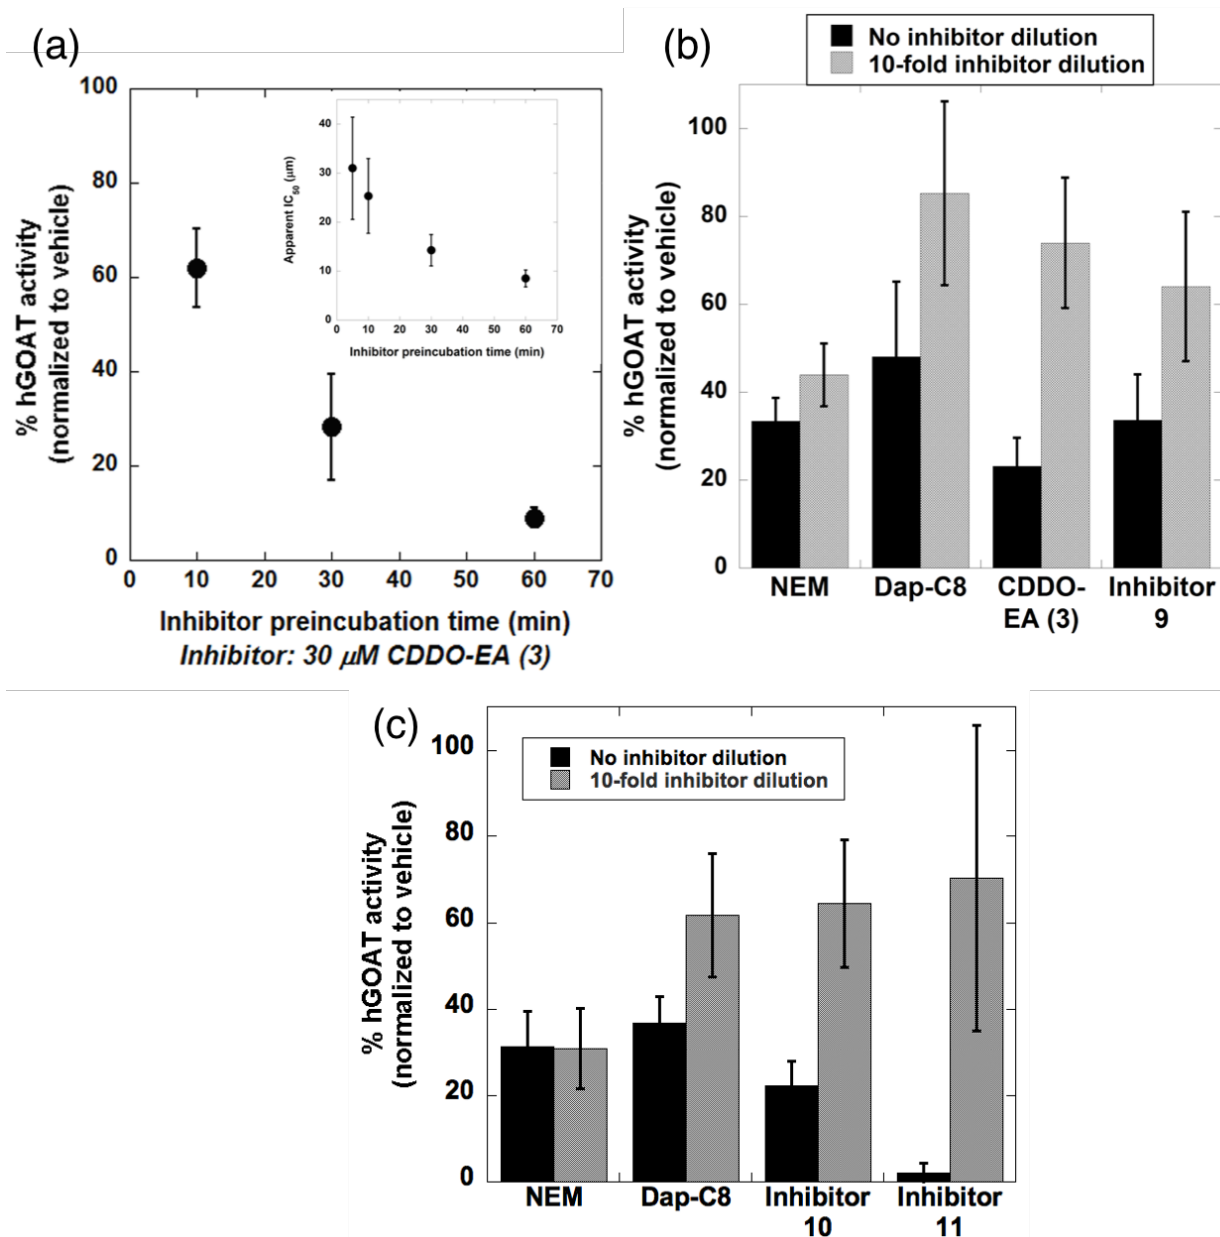 (a)
100
80
60
40
20
0
% hGOAT activity
(normalized to vehicle)
0 10 20 30 40 50 60 70
Inhibitor preincubation time (min)
Inhibitor: 30 μM CDDO-EA (3)
40
30
20
10
0
Apparent IC50 (μm)
0 10 20 30 40 50 60 70
Inhibitor preincubation time (min)
(b)
No inhibitor dilution
10-fold inhibitor dilution
100
80
60
40
20
0
% hGOAT activity
(normalized to vehicle)
NEM Dap-C8 CDDO- Inhibitor
EA (3) 9
(c)
No inhibitor dilution
10-fold inhibitor dilution
100
80
60
40
20
0
% hGOAT activity
(normalized to vehicle)
NEM Dap-C8 Inhibitor Inhibitor
10 11